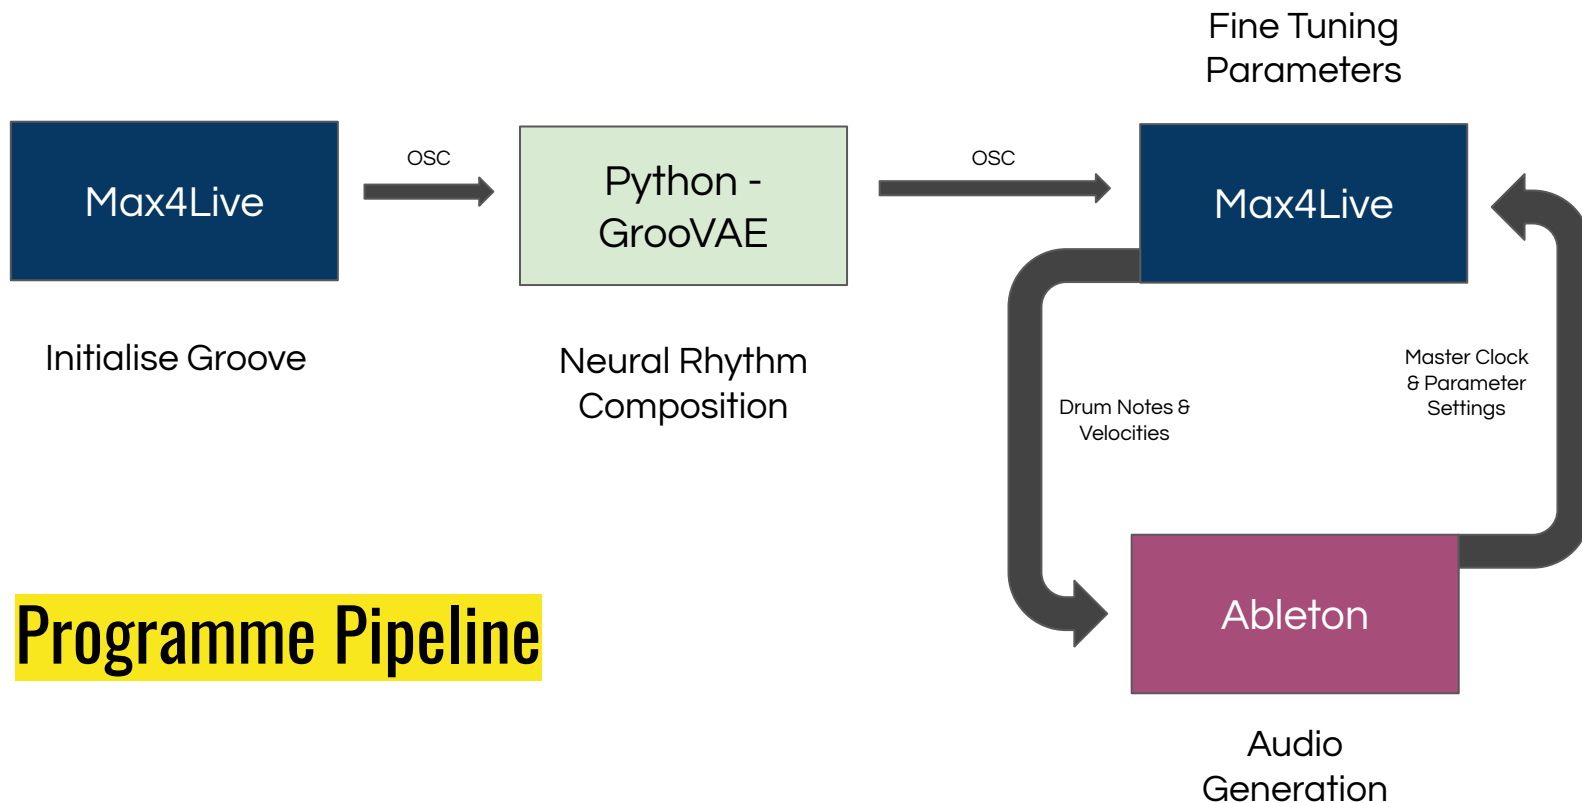 Fine Tuning
Parameters
Max4Live
OSC
Python -
GrooVAE
OSC
Max4Live
Initialise Groove
Neural Rhythm
Composition
Drum Notes &
Velocities
Master Clock
& Parameter
Settings
Programme Pipeline
Ableton
Audio
Generation